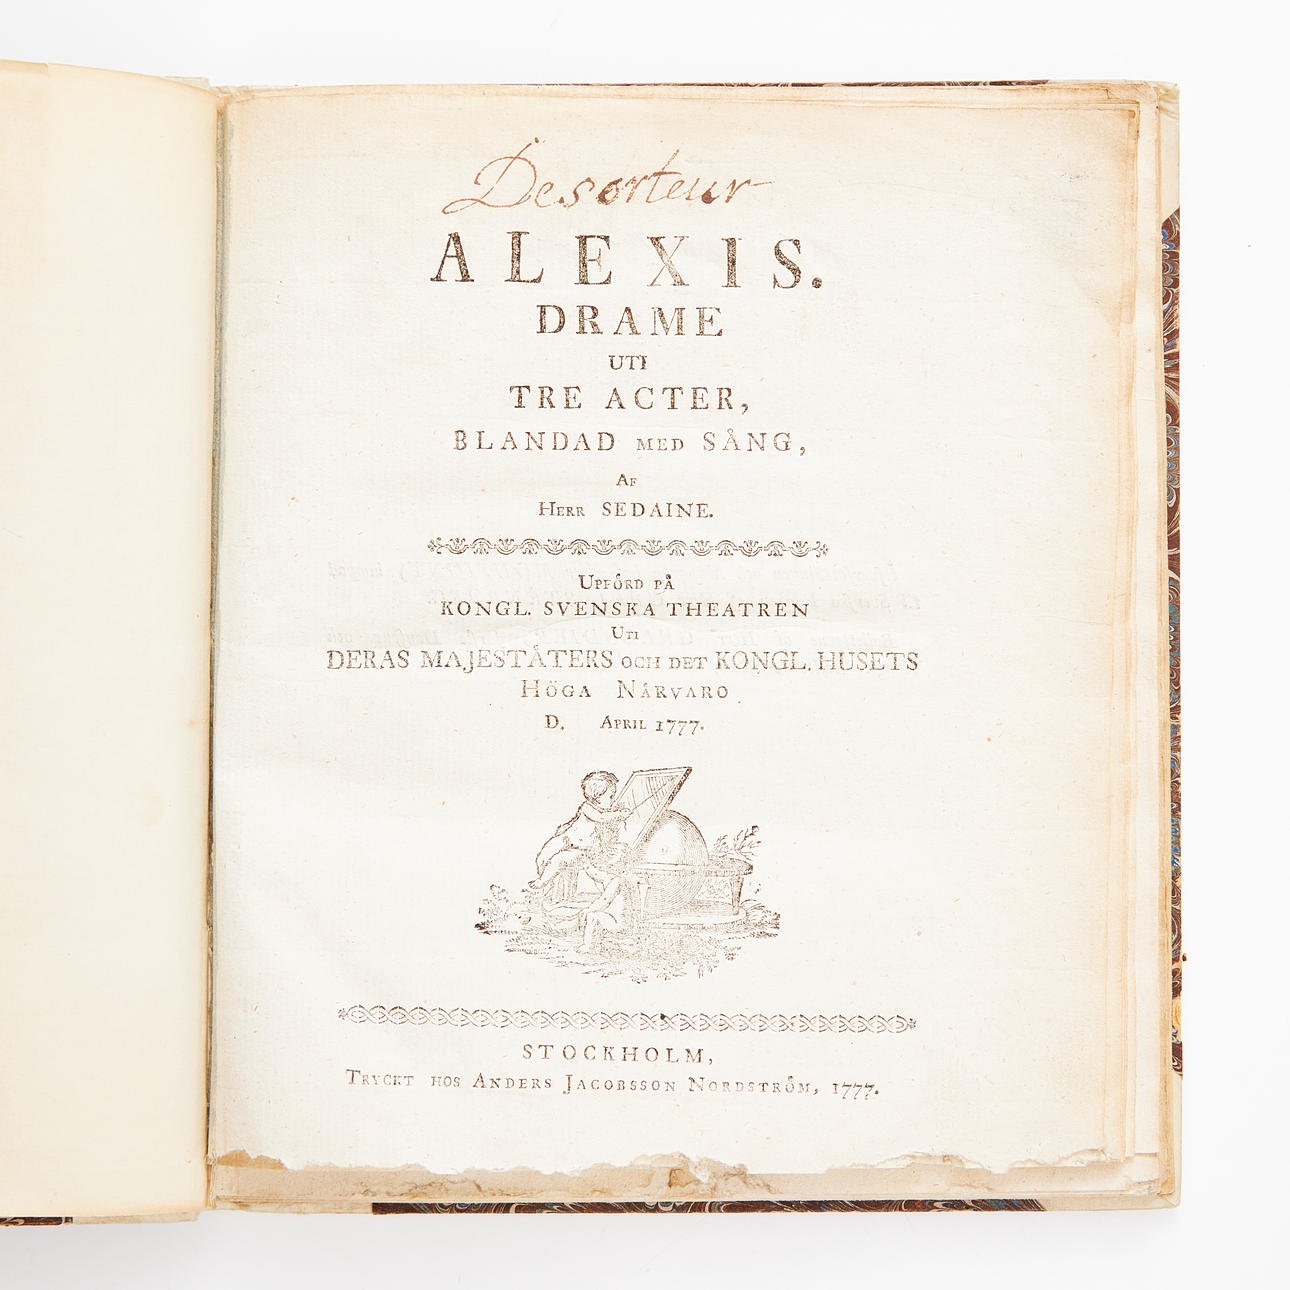 Deserteur
ALEXIS.
DRAME
UTI
TRE ACTER,
BLANDAD MED SÅNG,
AF
HERR SEDAINE.
UPFÖRD PÅ
KONGL. SVENSKA THEATREN
UTI
DERAS MAJESTÄTERS OCH DET KONGL. HUSETS
HÖGA NÄRVARO
D. APRIL 1777.
STOCKHOLM,
TRYCKT HOS ANDERS JACOBSSON NORDSTRÖM, 1777.